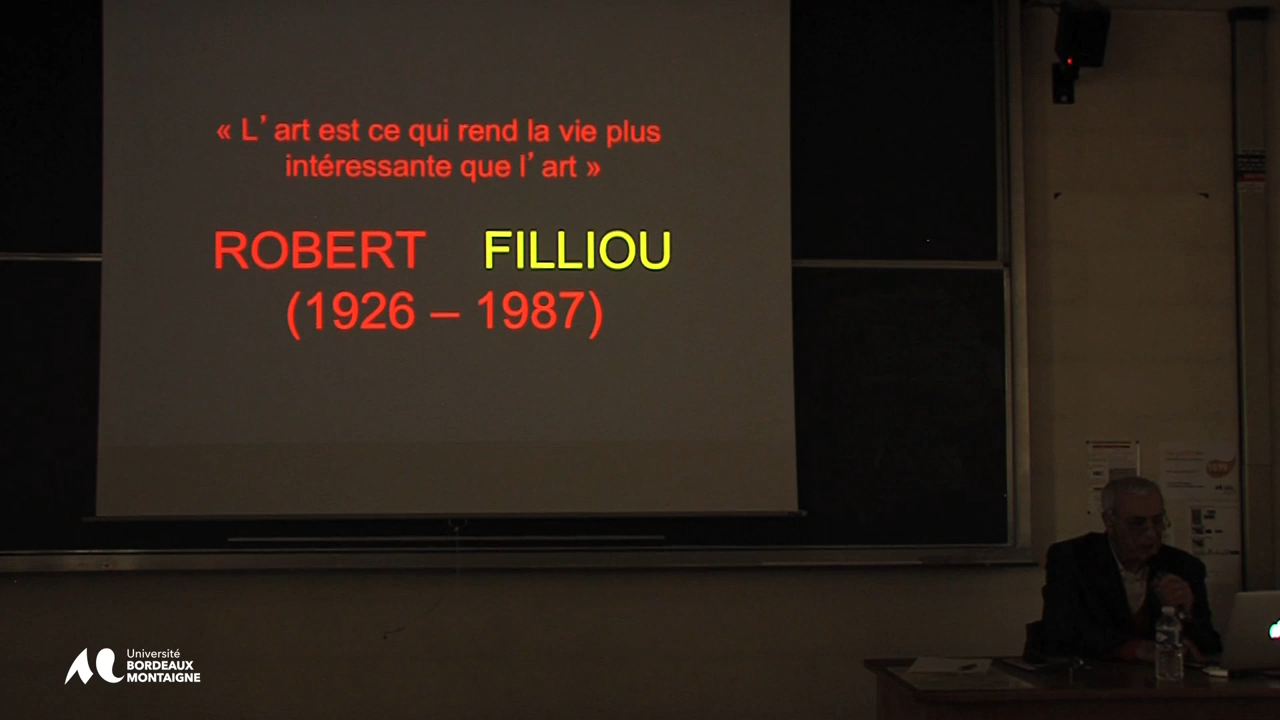 « L’ art est ce qui rend la vie plus
intéressante que l’ art »
ROBERT FILLIOU
(1926 – 1987)
Université
BORDEAUX
MONTAIGNE